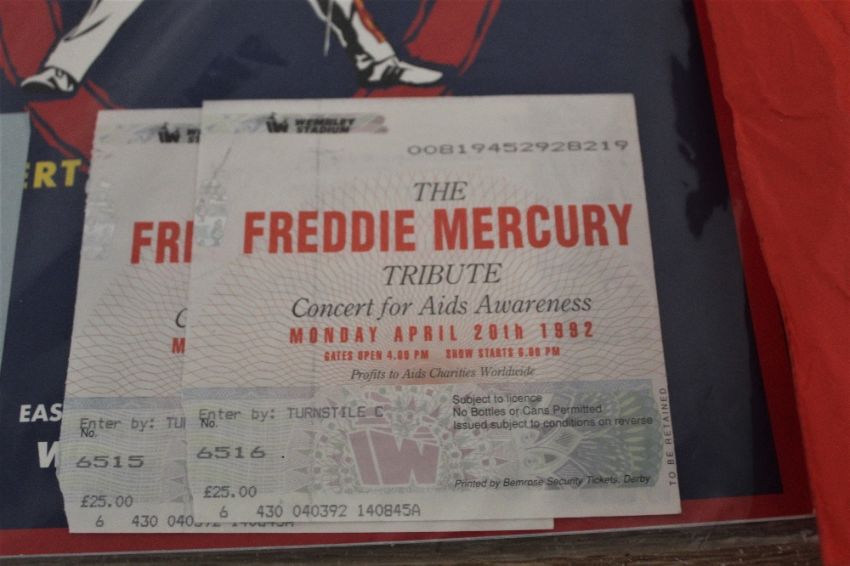 ERT
WEMBLEY
STADIUM
FRE
C
M
EAS
W
Enter by: TU
No.
6515
£25.00
6 430 040392 140845A
WEMBLEY
STADIUM
00819452928219
THE
FREDDIE MERCURY
TRIBUTE
Concert for Aids Awareness
MONDAY APRIL 20th 1992
GATES OPEN 4.00 PM SHOW STARTS 6.00 PM
Profits to Aids Charities Worldwide
Enter by: TURNSTILE C
No.
6516
£25.00
6 430 040392 140845A
Subject to licence
No Bottles or Cans Permitted
Issued subject to conditions on reverse
Printed by Bemrose Security Tickets, Derby
TO BE RETAINED